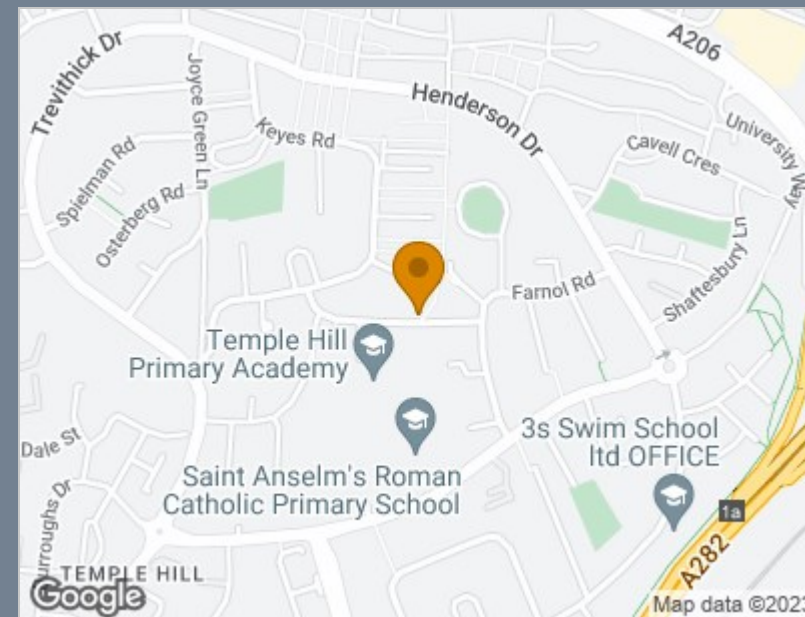 A206
Trevithick Dr
Joyce Green Ln
Henderson Dr
Keyes Rd
University Way
Cavell Cres
Spielman Rd
Osterberg Rd
Shaftesbury Ln
Farnol Rd
Temple Hill
Primary Academy
3s Swim School
ltd OFFICE
Dale St
Saint Anselm's Roman
Catholic Primary School
urroughs Dr
1a
A282
TEMPLE HILL
Google
Map data ©2023